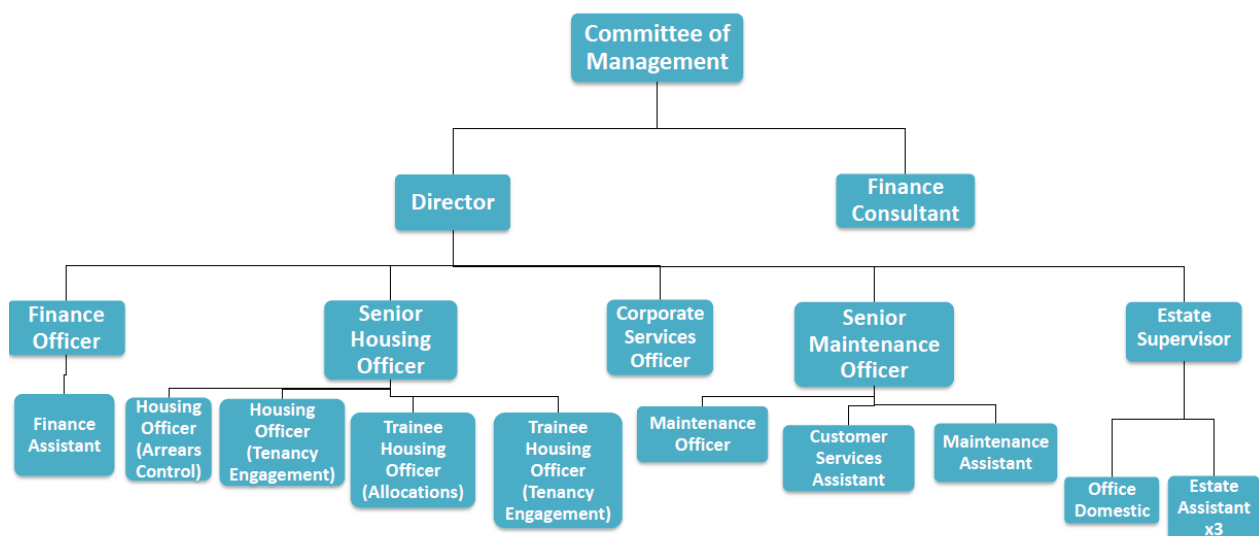 Committee of
Management
Director
Finance
Consultant
Finance
Officer
Senior
Housing
Officer
Corporate
Services
Officer
Senior
Maintenance
Officer
Estate
Supervisor
Finance
Assistant
Housing
Officer
(Arrears
Control)
Housing
Officer
(Tenancy
Engagement)
Trainee
Housing
Officer
(Allocations)
Trainee
Housing
Officer
(Tenancy
Engagement)
Maintenance
Officer
Customer
Services
Assistant
Maintenance
Assistant
Office
Domestic
Estate
Assistant
x3